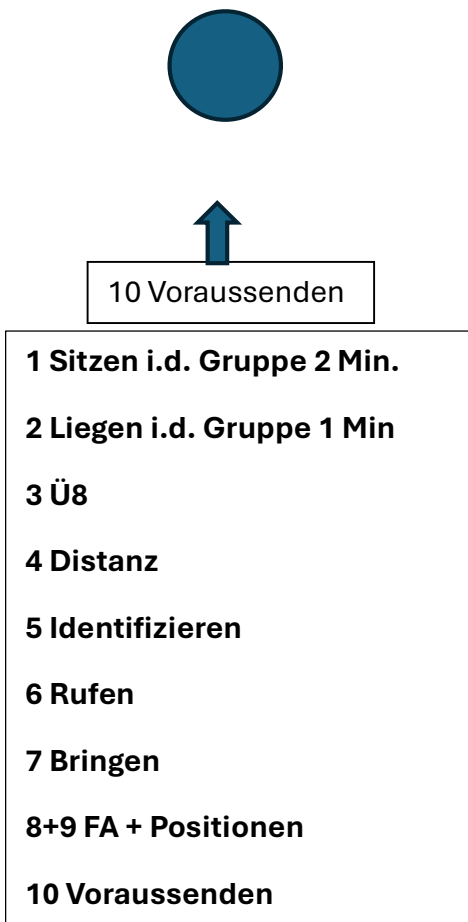 10 Voraussenden
1 Sitzen i.d. Gruppe 2 Min.
2 Liegen i.d. Gruppe 1 Min
3 Ü8
4 Distanz
5 Identifizieren
6 Rufen
7 Bringen
8+9 FA + Positionen
10 Voraussenden